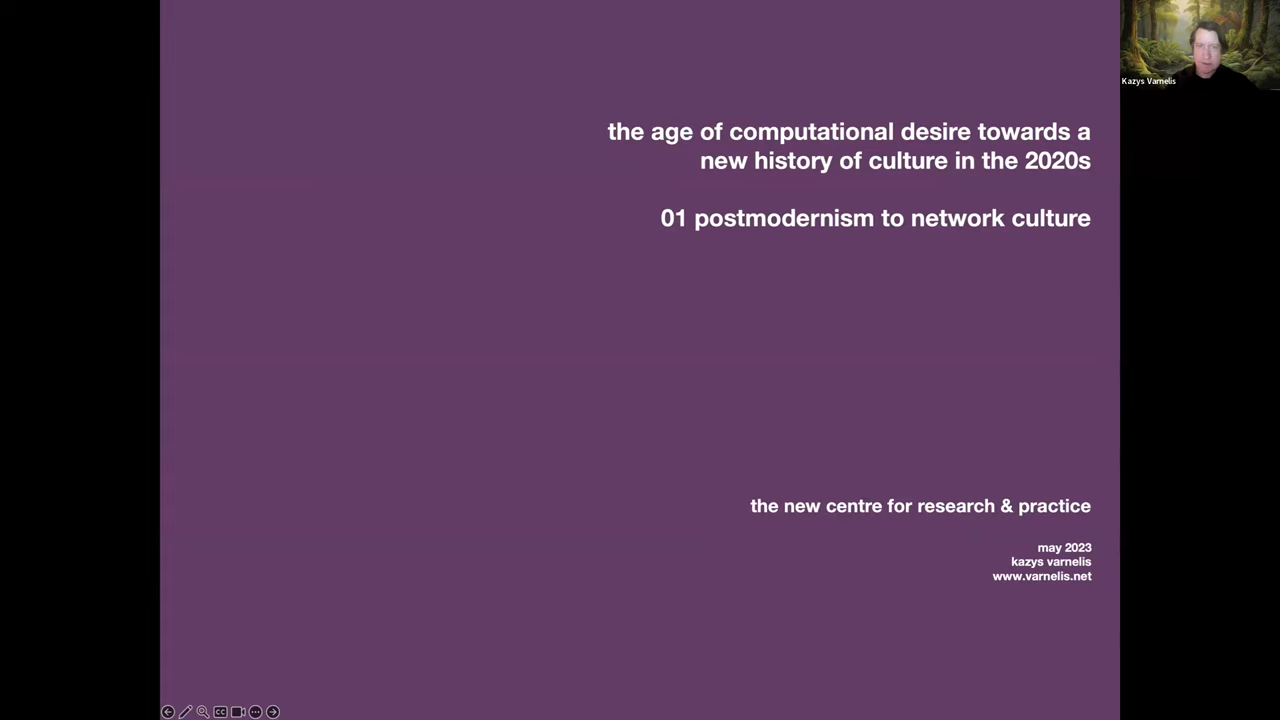 Kazys Varnelis
the age of computational desire towards a
new history of culture in the 2020s
01 postmodernism to network culture
the new centre for research & practice
may 2023
kazys varnelis
www.varnelis.net
CC